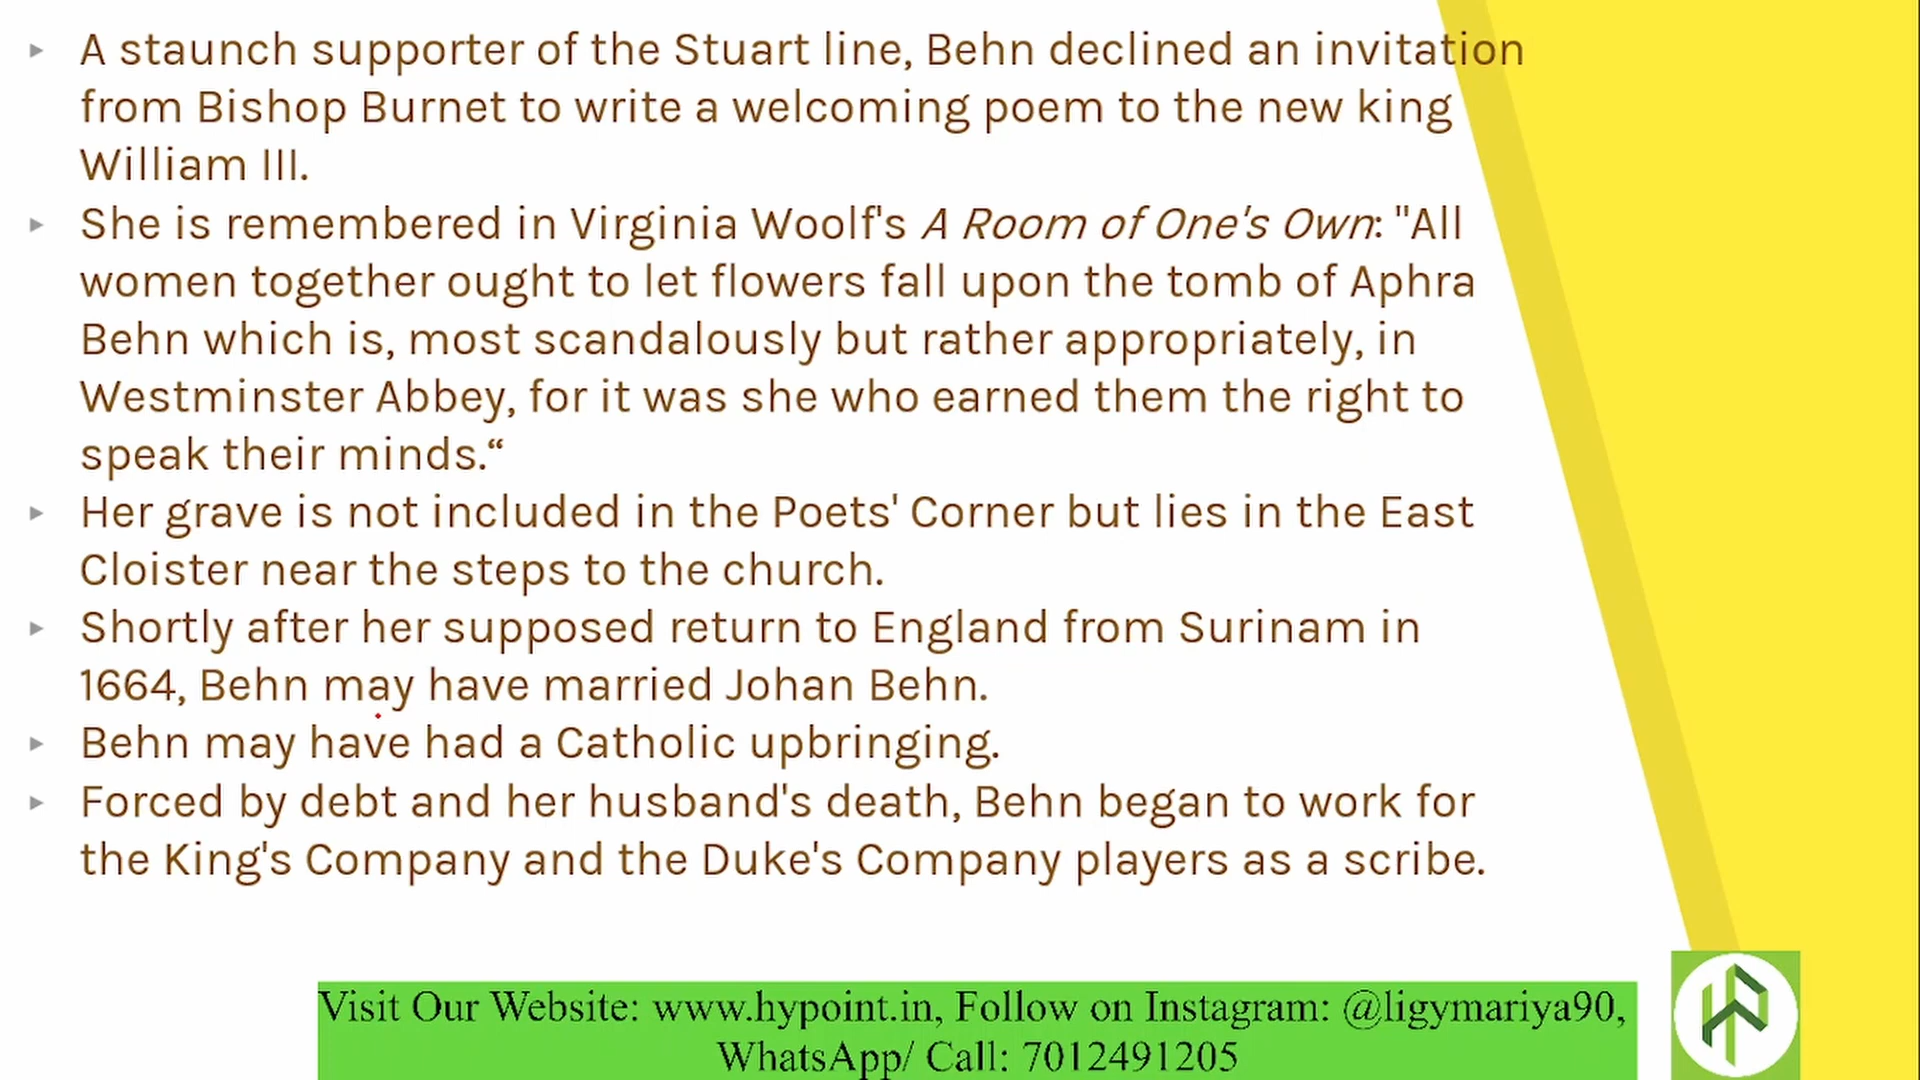 A staunch supporter of the Stuart line, Behn declined an invitation
from Bishop Burnet to write a welcoming poem to the new king
William III.
She is remembered in Virginia Woolf's A Room of One's Own: "All
women together ought to let flowers fall upon the tomb of Aphra
Behn which is, most scandalously but rather appropriately, in
Westminster Abbey, for it was she who earned them the right to
speak their minds.“
Her grave is not included in the Poets' Corner but lies in the East
Cloister near the steps to the church.
Shortly after her supposed return to England from Surinam in
1664, Behn may have married Johan Behn.
Behn may have had a Catholic upbringing.
Forced by debt and her husband's death, Behn began to work for
the King's Company and the Duke's Company players as a scribe.
Visit Our Website: www.hypoint.in, Follow on Instagram: @ligymariya90,
WhatsApp/ Call: 7012491205